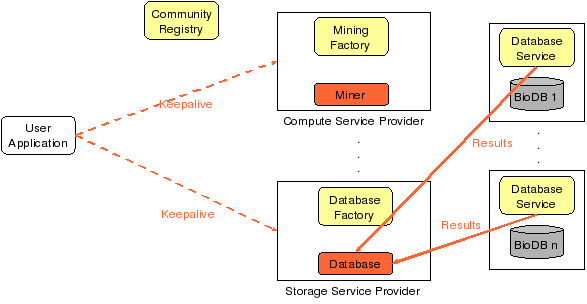 Community
Registry
Mining
Factory
Miner
Compute Service Provider
Database
Service
BioDB 1
User
Application
Keepalive
Keepalive
Results
.
.
.
.
.
.
Database
Factory
Database
Storage Service Provider
Results
Database
Service
BioDB n